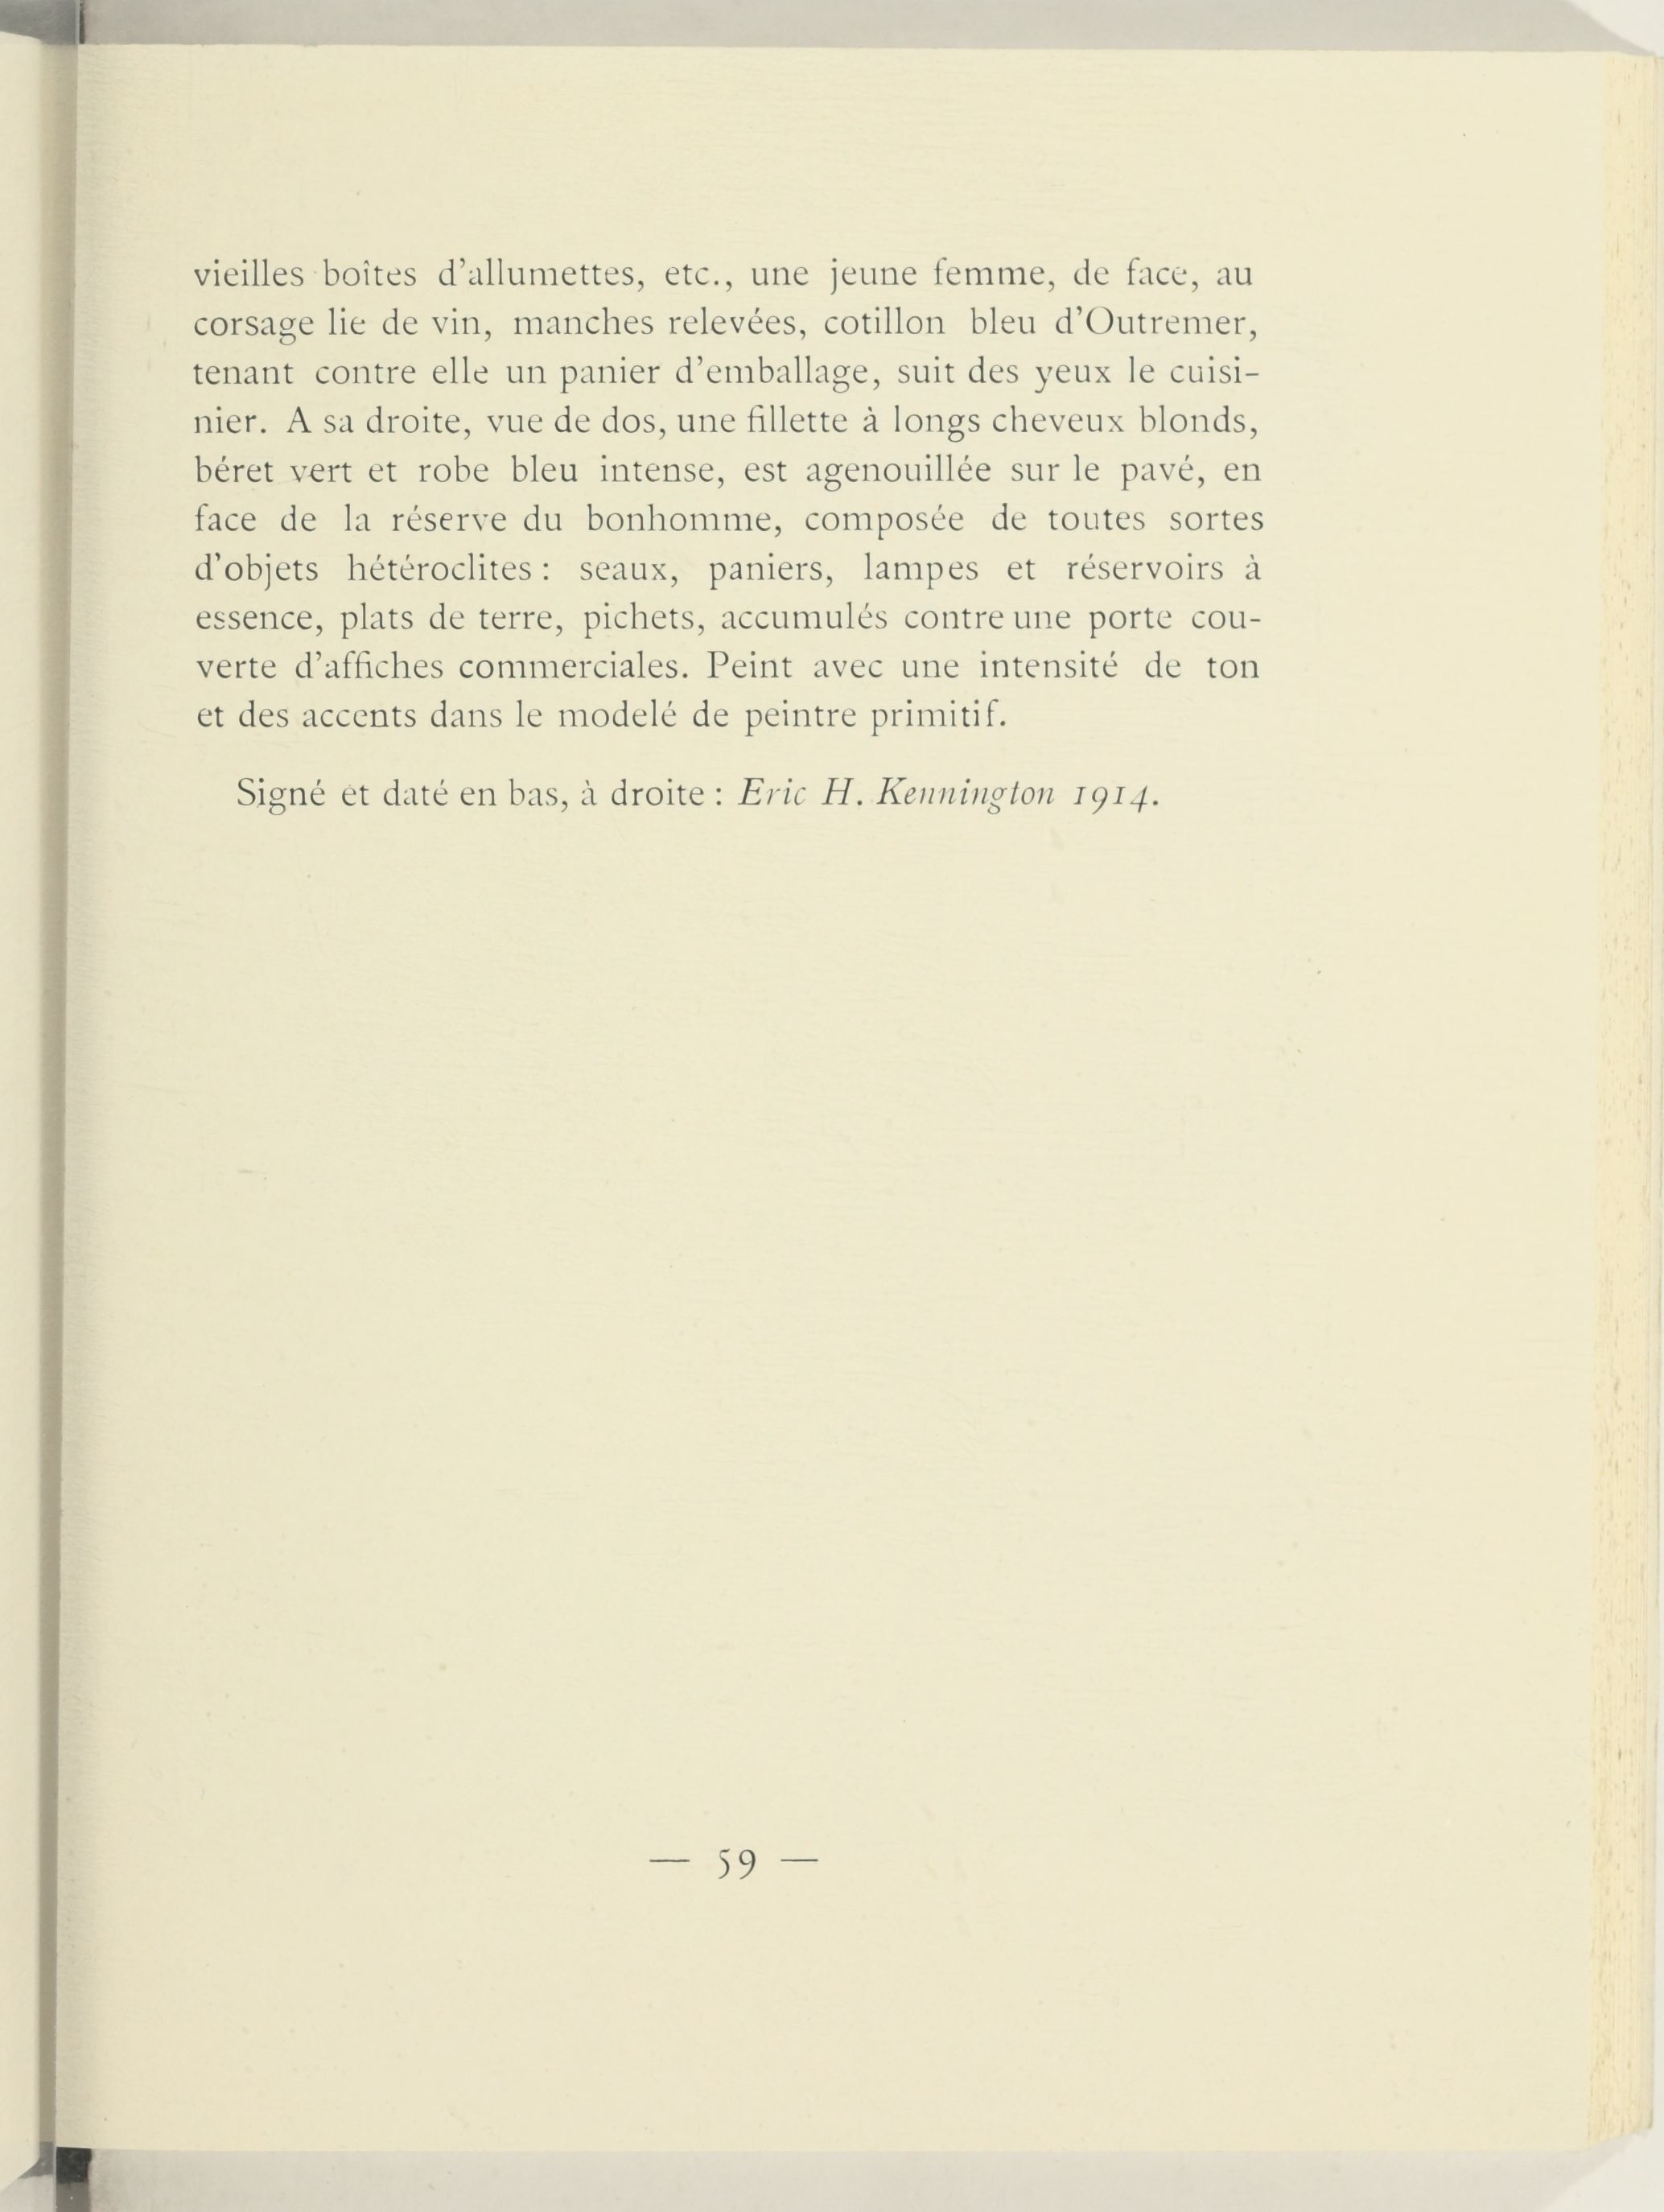 vieilles boîtes d'allumettes, etc., une jeune femme, de face, au
corsage lie de vin, manches relevées, cotillon bleu d'Outremer,
tenant contre elle un panier d'emballage, suit des yeux le cuisi-
nier. A sa droite, vue de dos, une fillette à longs cheveux blonds,
béret vert et robe bleu intense, est agenouillée sur le pavé, en
face de la réserve du bonhomme, composée de toutes sortes
d'objets hétéroclites : seaux, paniers, lampes et réservoirs à
essence, plats de terre, pichets, accumulés contre une porte cou-
verte d'affiches commerciales. Peint avec une intensité de ton
et des accents dans le modelé de peintre primitif.
Signé et daté en bas, à droite : Eric H. Kennington 1914.
— 59 —